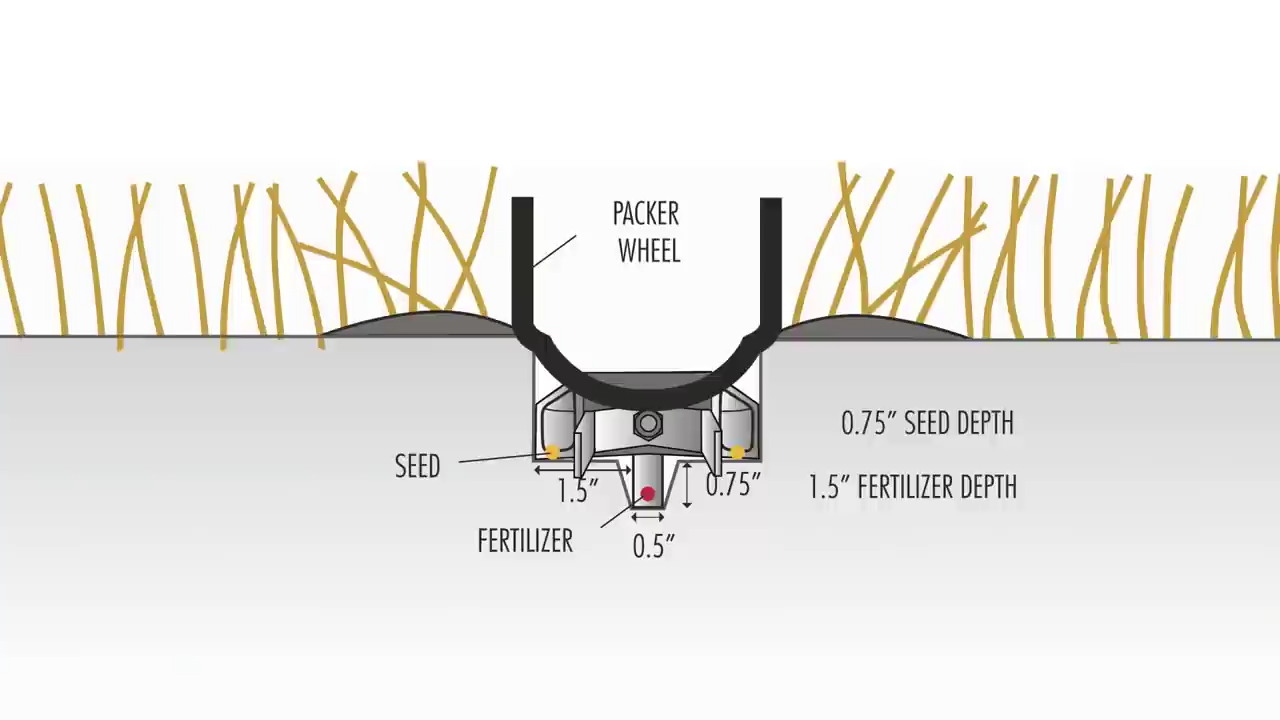 PACKER
WHEEL
0.75” SEED DEPTH
SEED
1.5”
0.75”
1.5” FERTILIZER DEPTH
FERTILIZER
0.5”